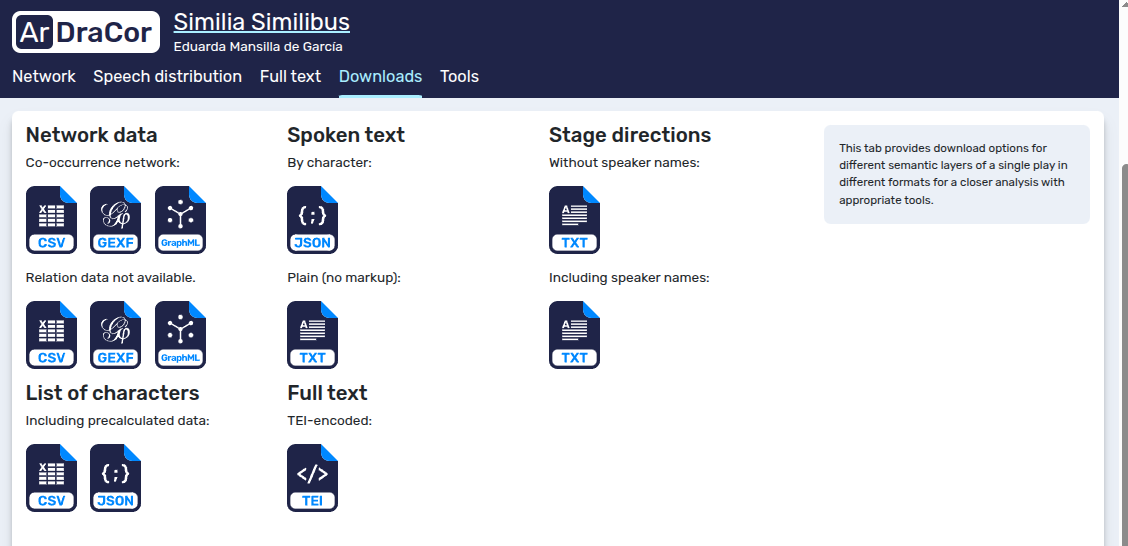 ArDraCor
Similia Similibus
Eduarda Mansilla de García
Network Speech distribution Full text Downloads Tools
Network data
Co-occurrence network:
X CSV
GEXF
GraphML
Relation data not available.
X CSV
GEXF
GraphML
List of characters
Including precalculated data:
X CSV
{;} JSON
Spoken text
By character:
{;} JSON
Plain (no markup):
A TXT
Full text
TEI-encoded:
</> TEI
Stage directions
Without speaker names:
A TXT
Including speaker names:
A TXT
This tab provides download options for
different semantic layers of a single play in
different formats for a closer analysis with
appropriate tools.